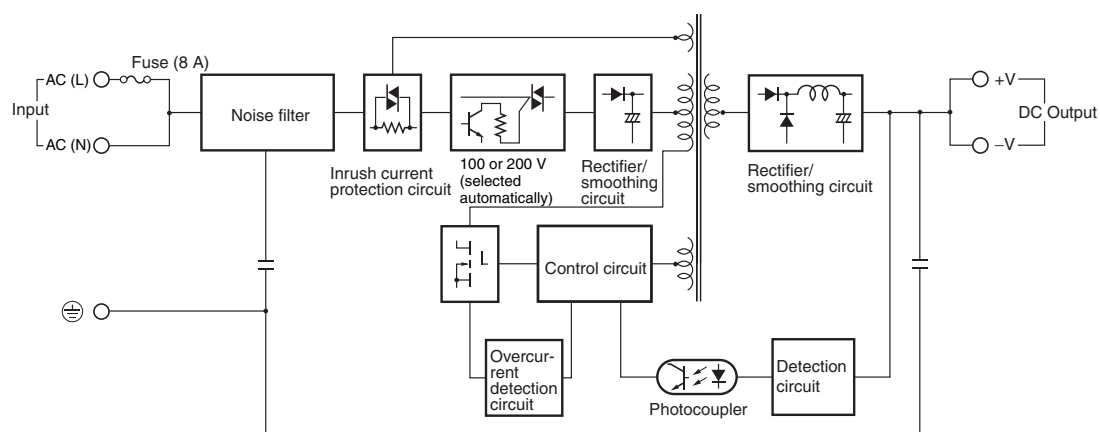 Fuse (8 A)
AC (L)
Input
AC (N)
Noise filter
Inrush current
protection circuit
100 or 200 V
(selected
automatically)
Rectifier/
smoothing
circuit
Rectifier/
smoothing circuit
+V
DC Output
–V
Control circuit
Overcur-
rent
detection
circuit
Photocoupler
Detection
circuit